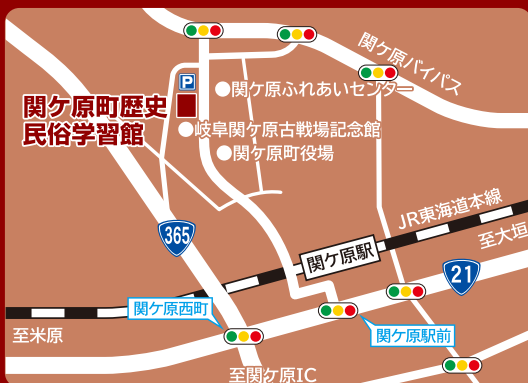 関ケ原バイパス
P
関ケ原ふれあいセンター
関ケ原町歴史
民俗学習館
岐阜関ケ原古戦場記念館
関ケ原町役場
365
JR東海道本線
関ケ原駅
至大垣
21
関ケ原西町
至米原
関ケ原駅前
至関ケ原IC